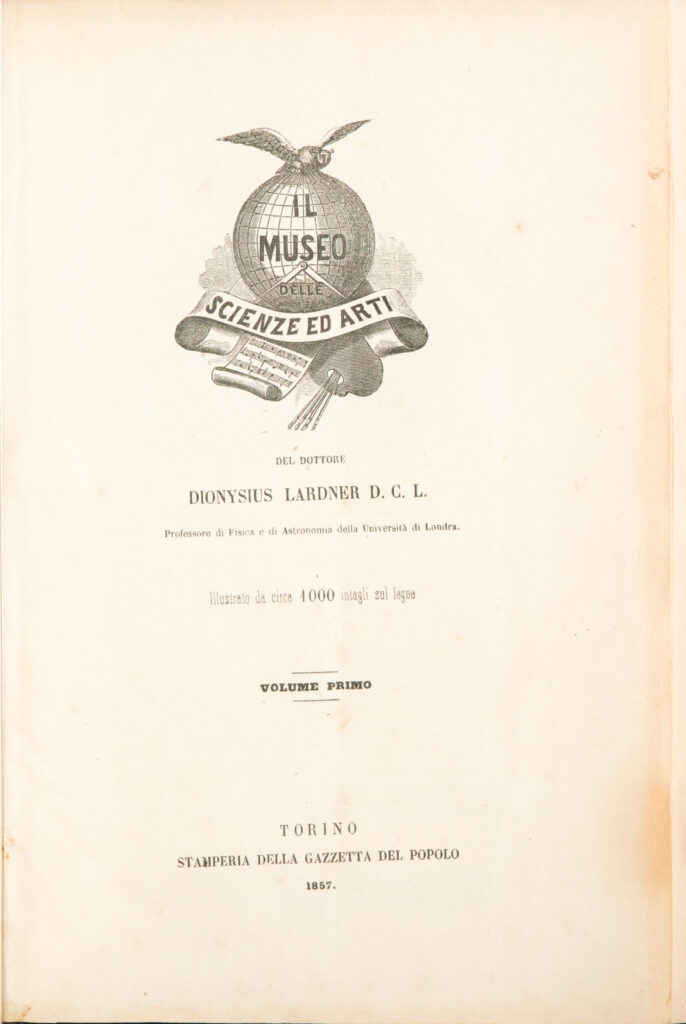 IL
MUSEO
DELLE
SCIENZE ED ARTI
DEL DOTTORE
DIONYSIUS LARDNER D. C. L.
Professore di Fisica e di Astronomia della Università di Londra.
Illustrato da circa 1000 intagli sul legno
VOLUME PRIMO
TORINO
STAMPERIA DELLA GAZZETTA DEL POPOLO
1857.